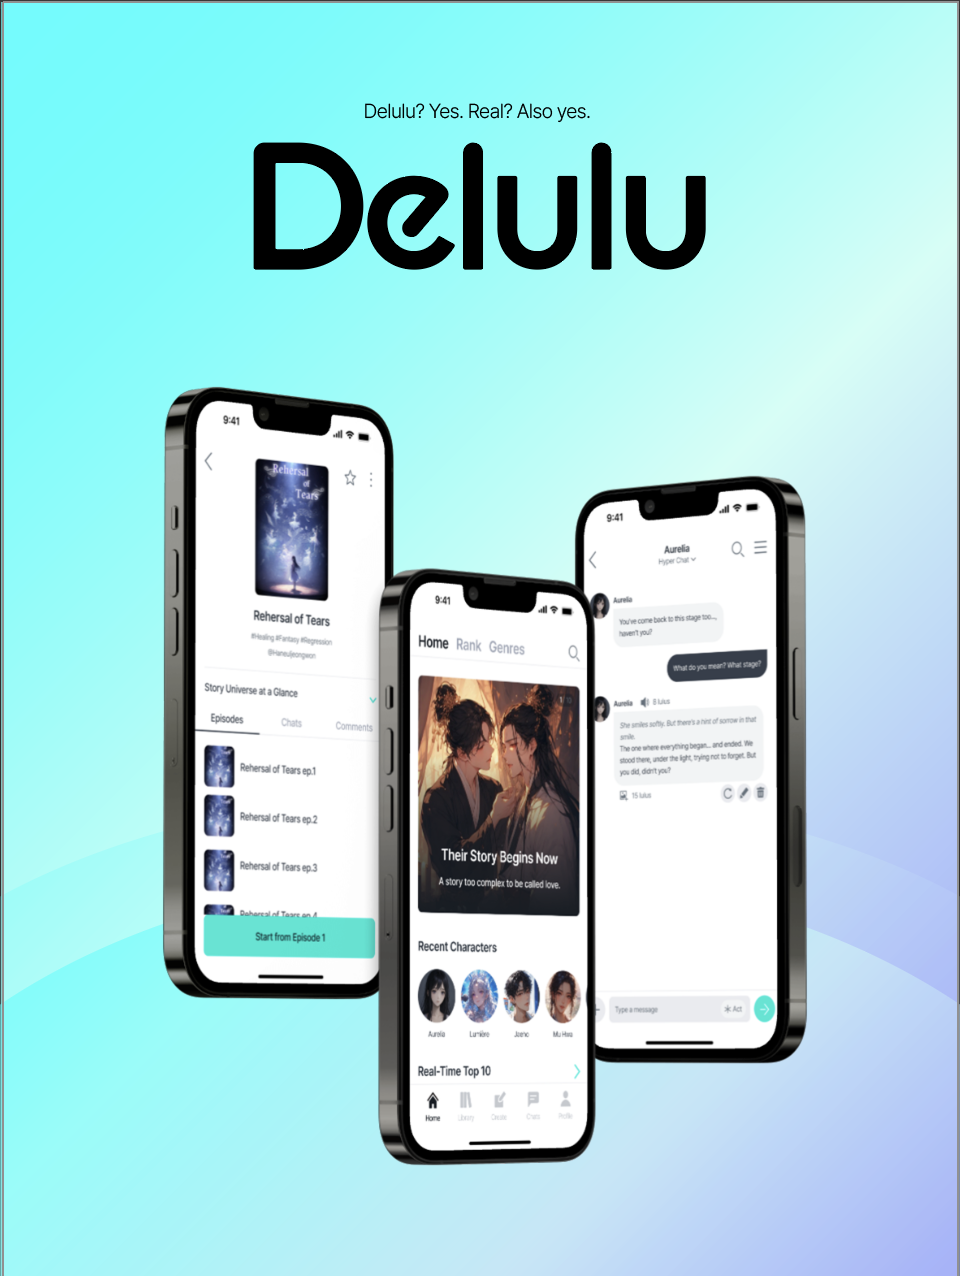 Delulu? Yes. Real? Also yes.
Delulu
9:41
Rehersal
of
Tears
Rehersal of Tears
#Healing #Fantasy #Regression
@Haneuljeongwon
Story Universe at a Glance
Episodes Chats Comments
Rehersal of Tears ep.1
Rehersal of Tears ep.2
Rehersal of Tears ep.3
Rehersal of Tears ep.4
Start from Episode 1
9:41
Home Rank Genres
Their Story Begins Now
A story too complex to be called love.
Recent Characters
Aurelia Lumière Mu Hwa
Real-Time Top 10
Home Library Create Chats Profile
9:41
Aurelia
Hyper Chat
Aurelia
You've come back to this stage too...,
haven't you?
What do you mean? What stage?
Aurelia 8 lulus
She smiles softly. But there's a hint of sorrow in that
smile.
The one where everything began... and ended. We
stood there, under the light, trying not to forget. But
you did, didn't you?
15 lulus
Type a message Act